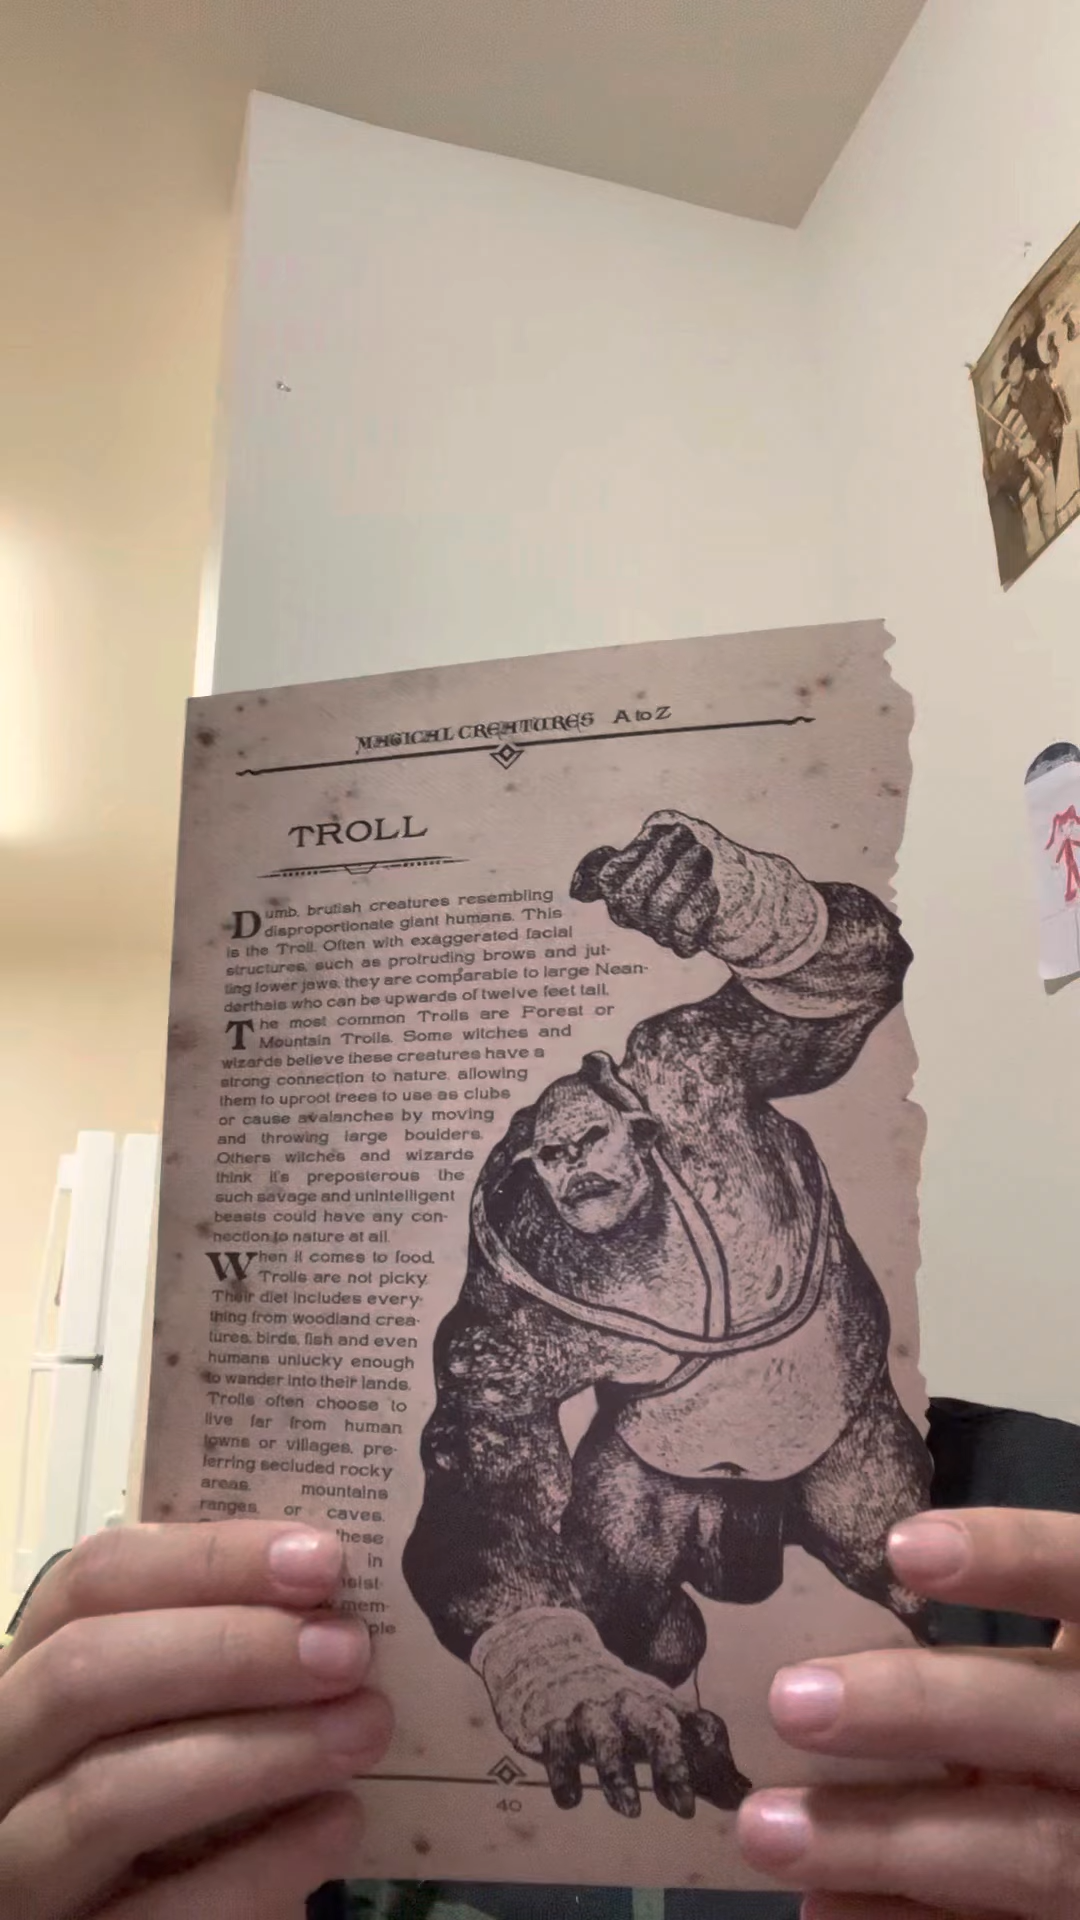 MAGICAL CREATURES A to Z
TROLL
Dumb, brutish creatures resembling
disproportionate giant humans. This
is the Troll. Often with exaggerated facial
structures, such as protruding brows and jut-
ting lower jaws, they are comparable to large Nean-
derthals who can be upwards of twelve feet tall.
The most common Trolls are Forest or
Mountain Trolls. Some witches and
wizards believe these creatures have a
strong connection to nature, allowing
them to uproot trees to use as clubs
or cause avalanches by moving
and throwing large boulders.
Others witches and wizards
think it's preposterous the
such savage and unintelligent
beasts could have any con-
nection to nature at all.
When it comes to food,
Trolls are not picky.
Their diet includes every-
thing from woodland crea-
tures, birds, fish and even
humans unlucky enough
to wander into their lands.
Trolls often choose to
live far from human
towns or villages, pre-
ferring secluded rocky
areas, mountains
ranges, or caves.
in
40